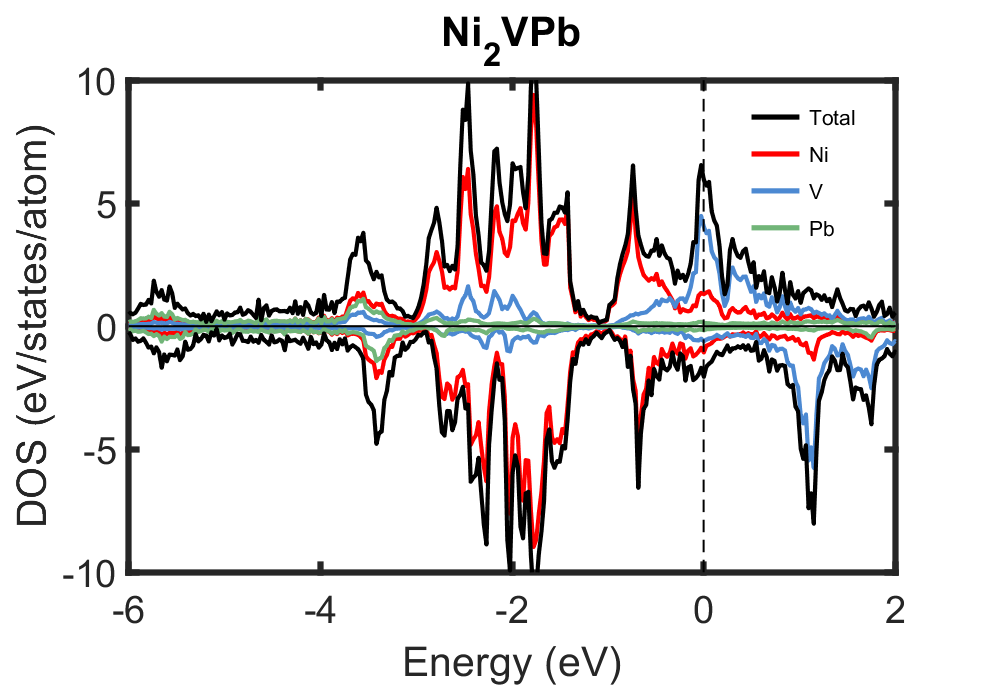 Ni₂VPb
10
5
0
-5
-10
-6
-4
-2
0
2
DOS (eV/states/atom)
Energy (eV)
Total
Ni
V
Pb